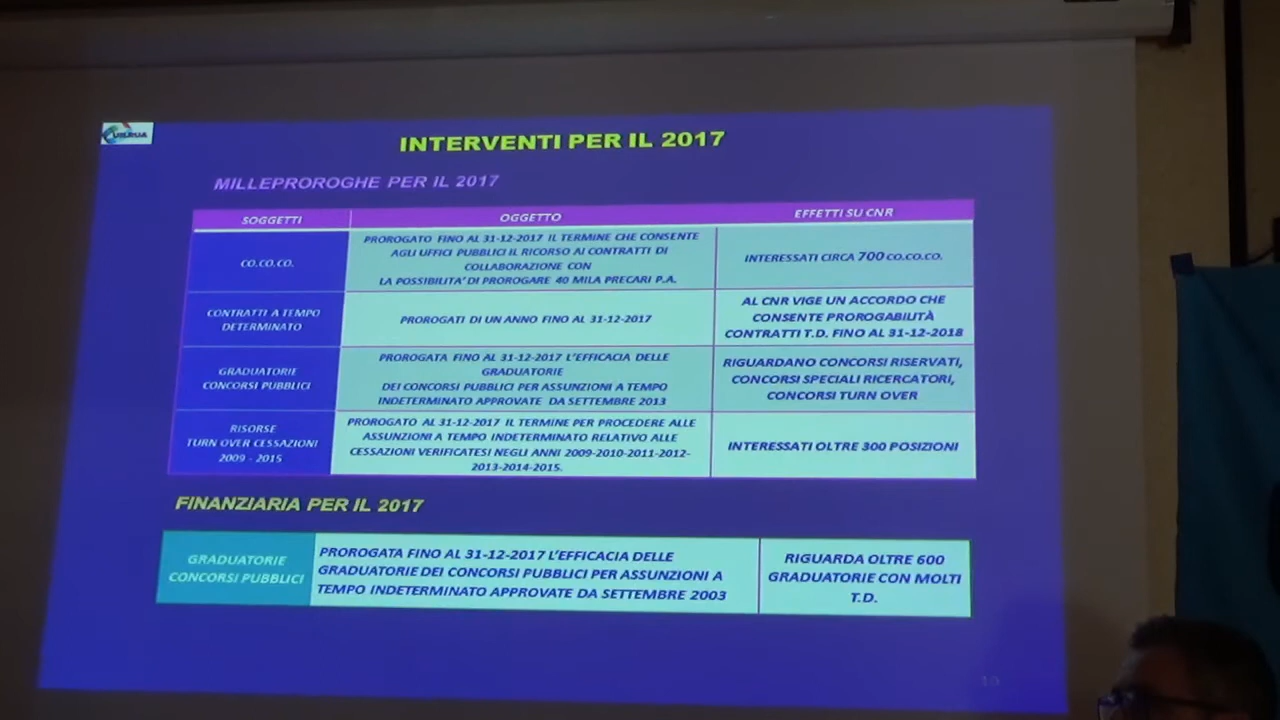 UILRUA
INTERVENTI PER IL 2017
MILLEPROROGHE PER IL 2017
SOGGETTI
OGGETTO
EFFETTI SU CNR
CO.CO.CO.
PROROGATO FINO AL 31-12-2017 IL TERMINE CHE CONSENTE
AGLI UFFICI PUBBLICI IL RICORSO AI CONTRATTI DI
COLLABORAZIONE CON
LA POSSIBILITA' DI PROROGARE 40 MILA PRECARI P.A.
INTERESSATI CIRCA 700 CO.CO.CO.
CONTRATTI A TEMPO
DETERMINATO
PROROGATI DI UN ANNO FINO AL 31-12-2017
AL CNR VIGE UN ACCORDO CHE
CONSENTE PROROGABILITÀ
CONTRATTI T.D. FINO AL 31-12-2018
GRADUATORIE
CONCORSI PUBBLICI
PROROGATA FINO AL 31-12-2017 L'EFFICACIA DELLE
GRADUATORIE
DEI CONCORSI PUBBLICI PER ASSUNZIONI A TEMPO
INDETERMINATO APPROVATE DA SETTEMBRE 2013
RIGUARDANO CONCORSI RISERVATI,
CONCORSI SPECIALI RICERCATORI,
CONCORSI TURN OVER
RISORSE
TURN OVER CESSAZIONI
2009 - 2015
PROROGATO AL 31-12-2017 IL TERMINE PER PROCEDERE ALLE
ASSUNZIONI A TEMPO INDETERMINATO RELATIVO ALLE
CESSAZIONI VERIFICATESI NEGLI ANNI 2009-2010-2011-2012-
2013-2014-2015.
INTERESSATI OLTRE 300 POSIZIONI
FINANZIARIA PER IL 2017
GRADUATORIE
CONCORSI PUBBLICI
PROROGATA FINO AL 31-12-2017 L'EFFICACIA DELLE
GRADUATORIE DEI CONCORSI PUBBLICI PER ASSUNZIONI A
TEMPO INDETERMINATO APPROVATE DA SETTEMBRE 2003
RIGUARDA OLTRE 600
GRADUATORIE CON MOLTI
T.D.
19